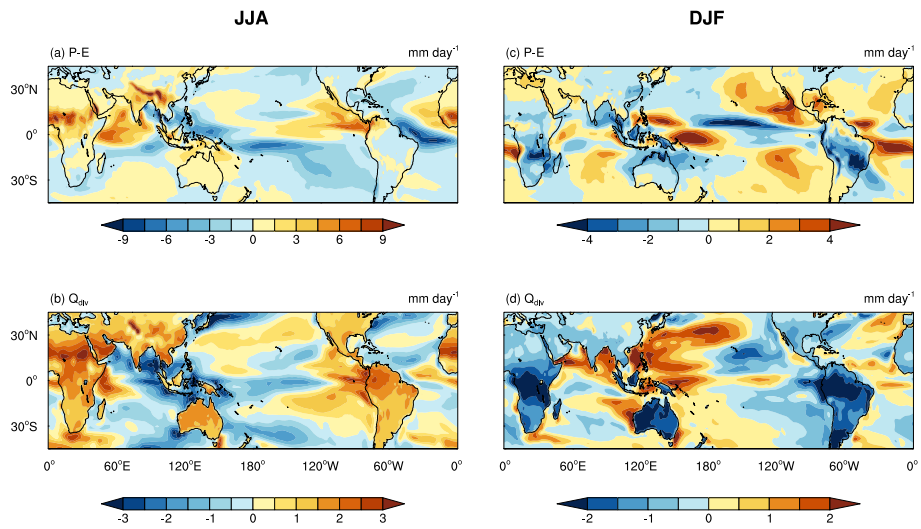 JJA
DJF
(a) P-E mm day-1
(c) P-E mm day-1
30°N
0°
30°S
-9 -6 -3 0 3 6 9
-4 -2 0 2 4
(b) Qdiv mm day-1
(d) Qdiv mm day-1
30°N
0°
30°S
0° 60°E 120°E 180° 120°W 60°W 0°
0° 60°E 120°E 180° 120°W 60°W 0°
-3 -2 -1 0 1 2 3
-2 -1 0 1 2